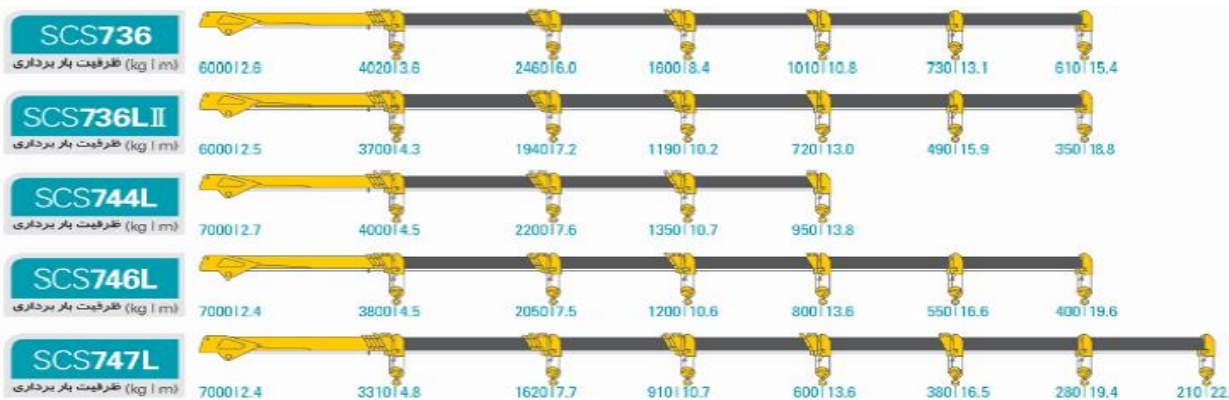 SCS736
ظرفیت بار برداری (kg | m) 6000|2.6 4020|3.6 2460|6.0 1600|8.4 1010|10.8 730|13.1 610|15.4
SCS736LⅡ
ظرفیت بار برداری (kg | m) 6000|2.5 3700|4.3 1940|7.2 1190|10.2 720|13.0 490|15.9 350|18.8
SCS744L
ظرفیت بار برداری (kg | m) 7000|2.7 4000|4.5 2200|7.6 1350|10.7 950|13.8
SCS746L
ظرفیت بار برداری (kg | m) 7000|2.4 3800|4.5 2050|7.5 1200|10.6 800|13.6 550|16.6 400|19.6
SCS747L
ظرفیت بار برداری (kg | m) 7000|2.4 3310|4.8 1620|7.7 910|10.7 600|13.6 380|16.5 280|19.4 210|22